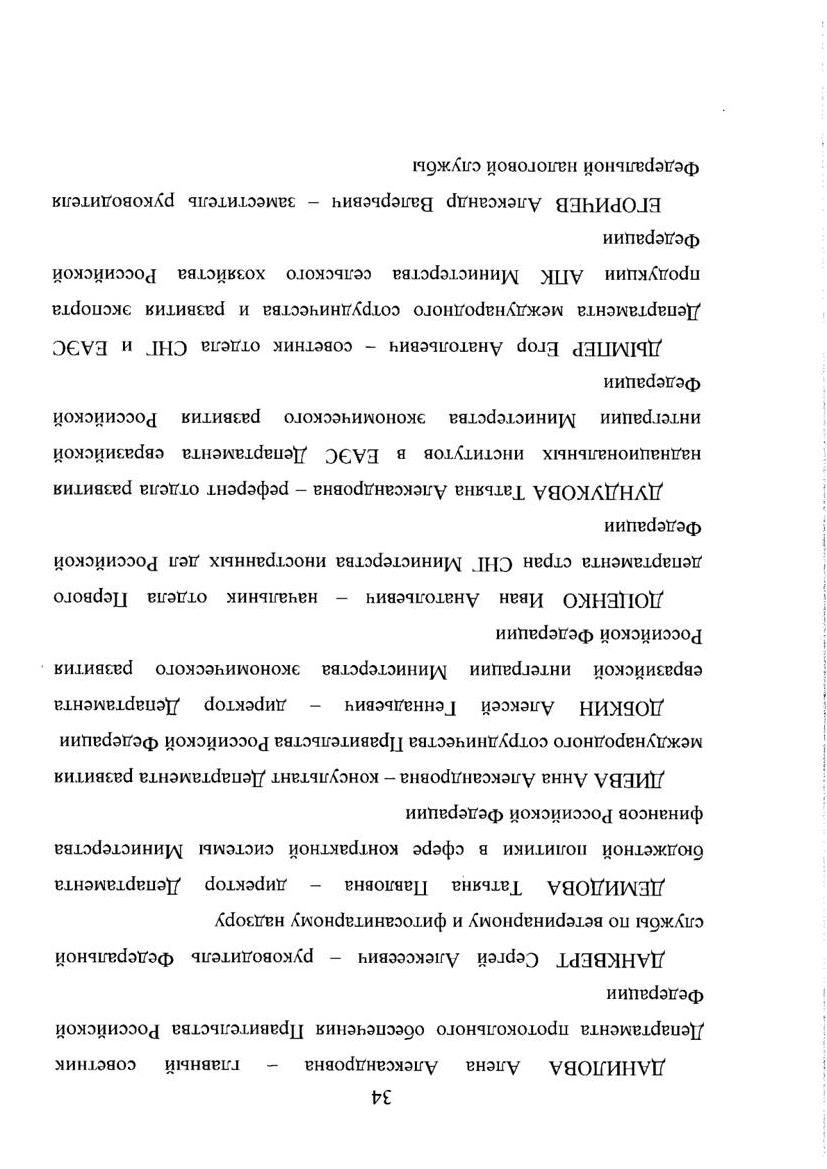 34
ДАНИЛОВА Алена Александровна – главный советник
Департамента протокольного обеспечения Правительства Российской
Федерации
ДАНКВЕРТ Сергей Алексеевич – руководитель Федеральной
службы по ветеринарному и фитосанитарному надзору
ДЕМИДОВА Татьяна Павловна – директор Департамента
бюджетной политики в сфере контрактной системы Министерства
финансов Российской Федерации
ДИЕВА Анна Александровна – консультант Департамента развития
международного сотрудничества Правительства Российской Федерации
ДОБКИН Алексей Геннадьевич – директор Департамента
евразийской интеграции Министерства экономического развития
Российской Федерации
ДОЦЕНКО Иван Анатольевич – начальник отдела Первого
департамента стран СНГ Министерства иностранных дел Российской
Федерации
ДУНДУКОВА Татьяна Александровна – референт отдела развития
наднациональных институтов в ЕАЭС Департамента евразийской
интеграции Министерства экономического развития Российской
Федерации
ДЫМПЕР Егор Анатольевич – советник отдела СНГ и ЕАЭС
Департамента международного сотрудничества и развития экспорта
продукции АПК Министерства сельского хозяйства Российской
Федерации
ЕГОРИЧЕВ Александр Валерьевич – заместитель руководителя
Федеральной налоговой службы